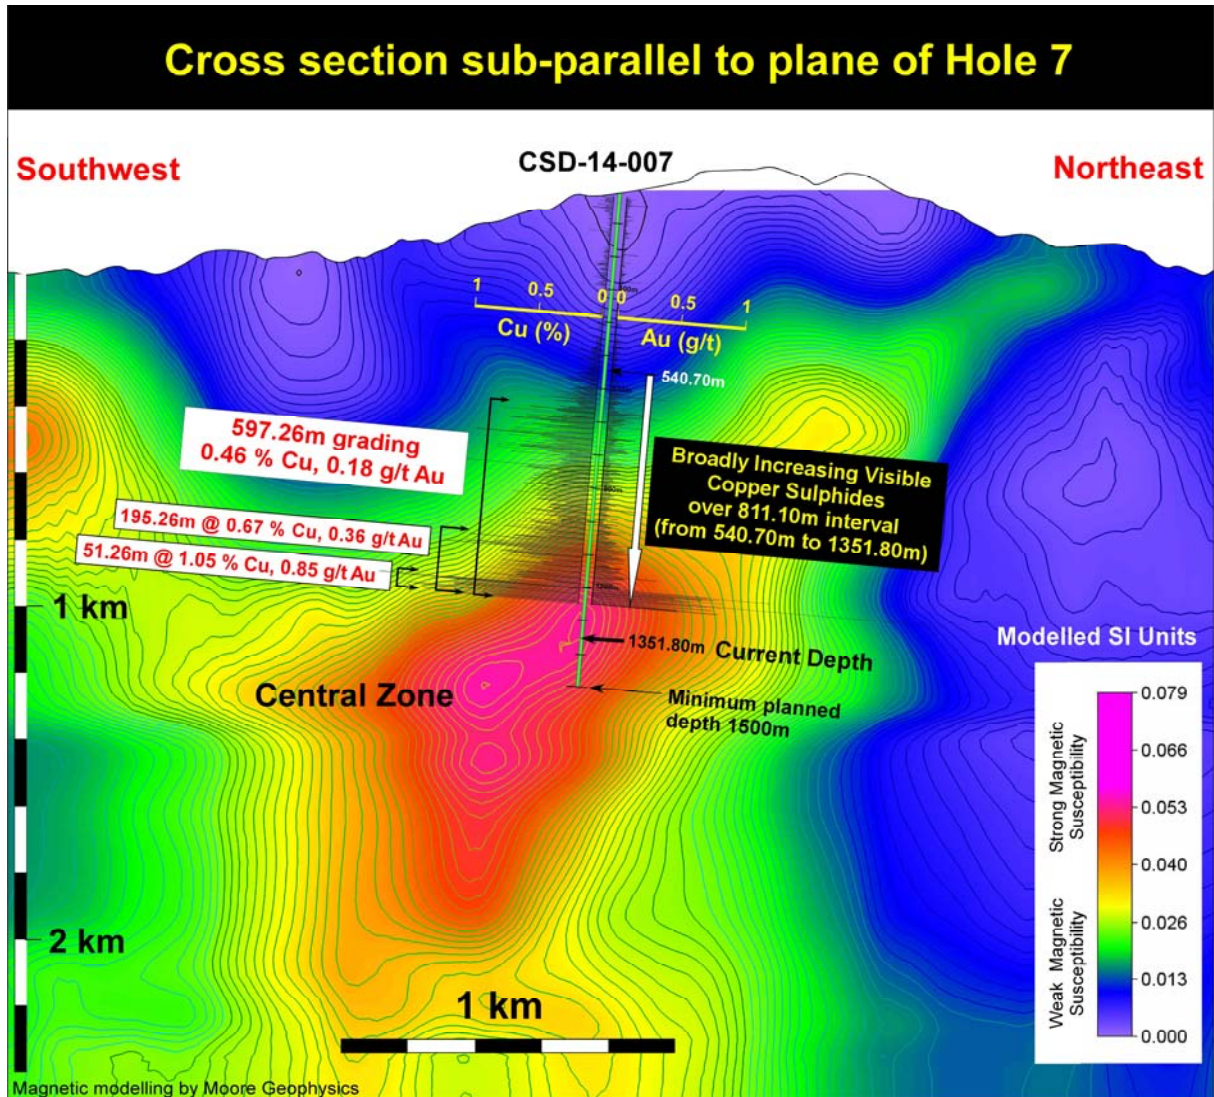 Cross section sub-parallel to plane of Hole 7
Southwest
CSD-14-007
Northeast
1 0.5 0 0 0.5 1
Cu (%) Au (g/t)
540.70m
597.26m grading
0.46 % Cu, 0.18 g/t Au
Broadly Increasing Visible
Copper Sulphides
over 811.10m interval
(from 540.70m to 1351.80m)
195.26m @ 0.67 % Cu, 0.36 g/t Au
51.26m @ 1.05 % Cu, 0.85 g/t Au
1 km
1351.80m Current Depth
Central Zone
Minimum planned
depth 1500m
2 km
1 km
Modelled SI Units
Strong Magnetic
Susceptibility
Weak Magnetic
Susceptibility
0.079
0.066
0.053
0.040
0.026
0.013
0.000
Magnetic modelling by Moore Geophysics